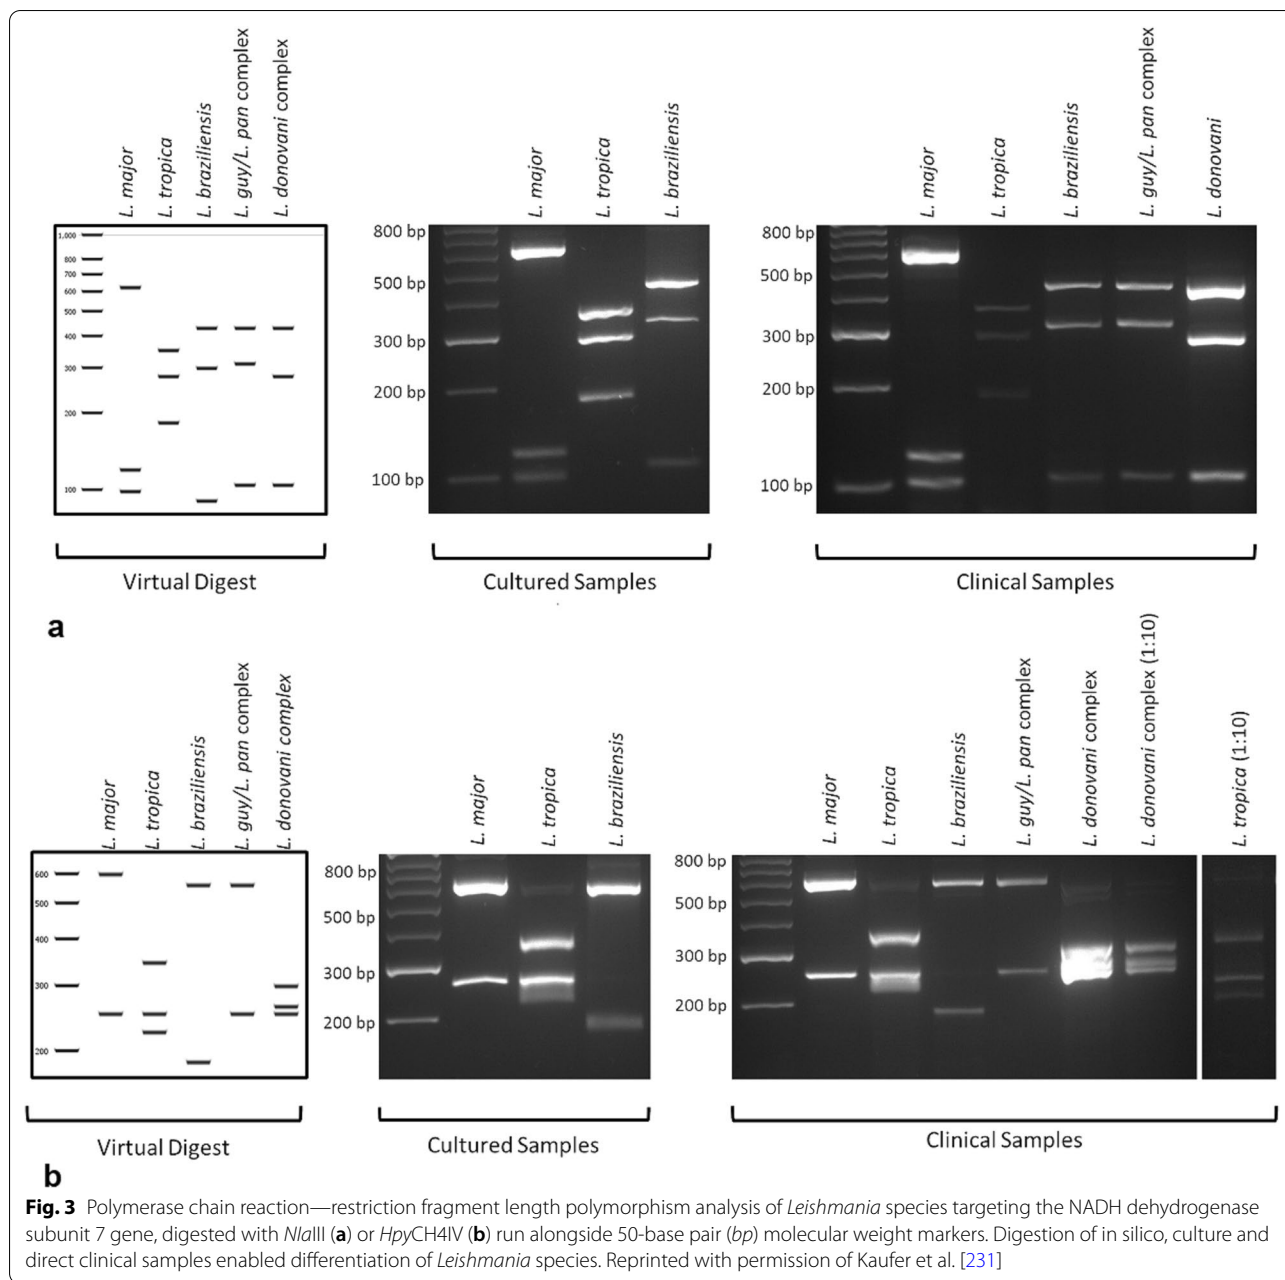 L. major
L. tropica
L. braziliensis
L. guy/L. pan complex
L. donovani complex
L. major
L. tropica
L. braziliensis
L. major
L. tropica
L. braziliensis
L. guy/L. pan complex
L. donovani
1,000
800
700
600
500
400
300
200
100
800 bp
500 bp
300 bp
200 bp
100 bp
800 bp
500 bp
300 bp
200 bp
100 bp
Virtual Digest
Cultured Samples
Clinical Samples
a
L. major
L. tropica
L. braziliensis
L. guy/L. pan complex
L. donovani complex
L. major
L. tropica
L. braziliensis
L. major
L. tropica
L. braziliensis
L. guy/L. pan complex
L. donovani complex
L. donovani complex (1:10)
L. tropica (1:10)
600
500
400
300
200
800 bp
500 bp
300 bp
200 bp
800 bp
500 bp
300 bp
200 bp
Virtual Digest
Cultured Samples
Clinical Samples
b
Fig. 3 Polymerase chain reaction—restriction fragment length polymorphism analysis of Leishmania species targeting the NADH dehydrogenase
subunit 7 gene, digested with NlaIII (a) or HpyCH4IV (b) run alongside 50-base pair (bp) molecular weight markers. Digestion of in silico, culture and
direct clinical samples enabled differentiation of Leishmania species. Reprinted with permission of Kaufer et al. [231]